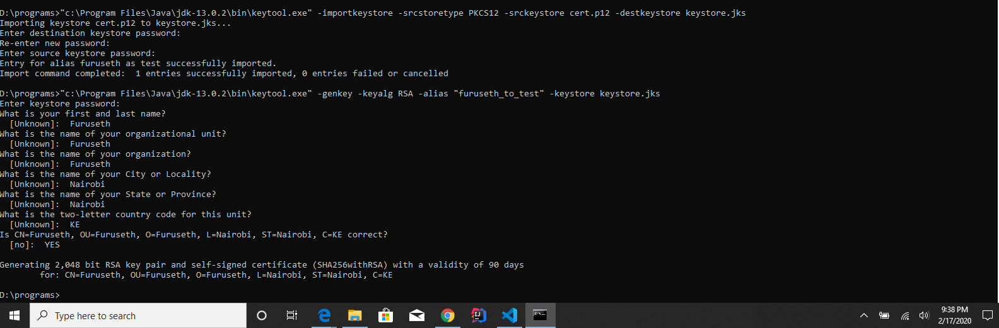 D:\programs>"c:\Program Files\Java\jdk-13.0.2\bin\keytool.exe" -importkeystore -srcstoretype PKCS12 -srckeystore cert.p12 -destkeystore keystore.jks
Importing keystore cert.p12 to keystore.jks...
Enter destination keystore password:
Re-enter new password:
Enter source keystore password:
Entry for alias furuseth as test successfully imported.
Import command completed:  1 entries successfully imported, 0 entries failed or cancelled
D:\programs>"c:\Program Files\Java\jdk-13.0.2\bin\keytool.exe" -genkey -keyalg RSA -alias "furuseth_to_test" -keystore keystore.jks
Enter keystore password:
What is your first and last name?
  [Unknown]:  Furuseth
What is the name of your organizational unit?
  [Unknown]:  Furuseth
What is the name of your organization?
  [Unknown]:  Furuseth
What is the name of your City or Locality?
  [Unknown]:  Nairobi
What is the name of your State or Province?
  [Unknown]:  Nairobi
What is the two-letter country code for this unit?
  [Unknown]:  KE
Is CN=Furuseth, OU=Furuseth, O=Furuseth, L=Nairobi, ST=Nairobi, C=KE correct?
  [no]:  YES
Generating 2,048 bit RSA key pair and self-signed certificate (SHA256withRSA) with a validity of 90 days
        for: CN=Furuseth, OU=Furuseth, O=Furuseth, L=Nairobi, ST=Nairobi, C=KE
D:\programs>
Type here to search
9:38 PM
2/17/2020